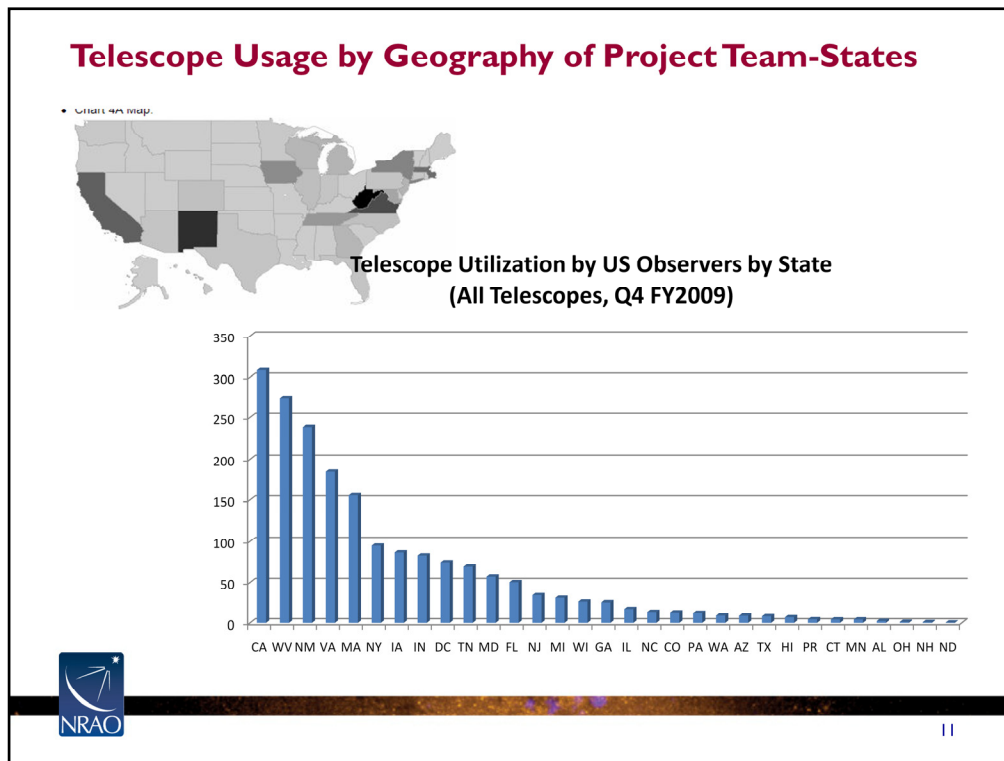 Telescope Usage by Geography of Project Team-States
• Chart 4A Map:
Telescope Utilization by US Observers by State
(All Telescopes, Q4 FY2009)
350
300
250
200
150
100
50
0
CA WV NM VA MA NY IA IN DC TN MD FL NJ MI WI GA IL NC CO PA WA AZ TX HI PR CT MN AL OH NH ND
NRAO
11